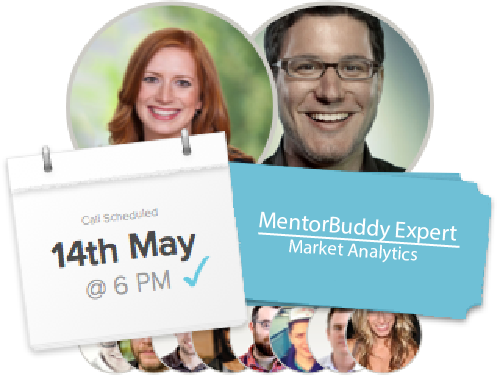 Call Scheduled
14th May
@ 6 PM
MentorBuddy Expert
Market Analytics